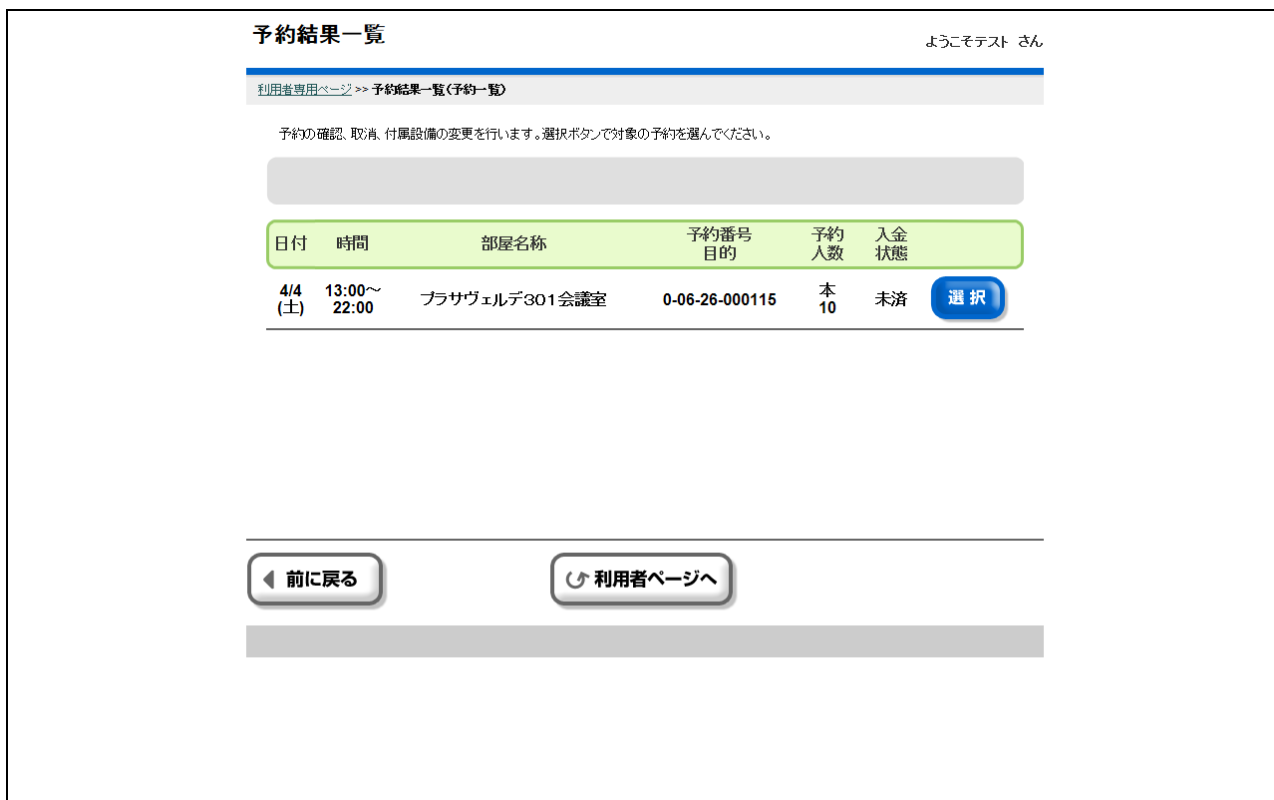 予約結果一覧
ようこそテスト さん
利用者専用ページ >> 予約結果一覧(予約一覧)
予約の確認、取消、付属設備の変更を行います。選択ボタンで対象の予約を選んでください。
日付 時間 部屋名称 予約番号 目的 予約人数 入金状態
4/4(土) 13:00～22:00 プラサヴェルデ301会議室 0-06-26-000115 本10 未済 選択
前に戻る 利用者ページへ